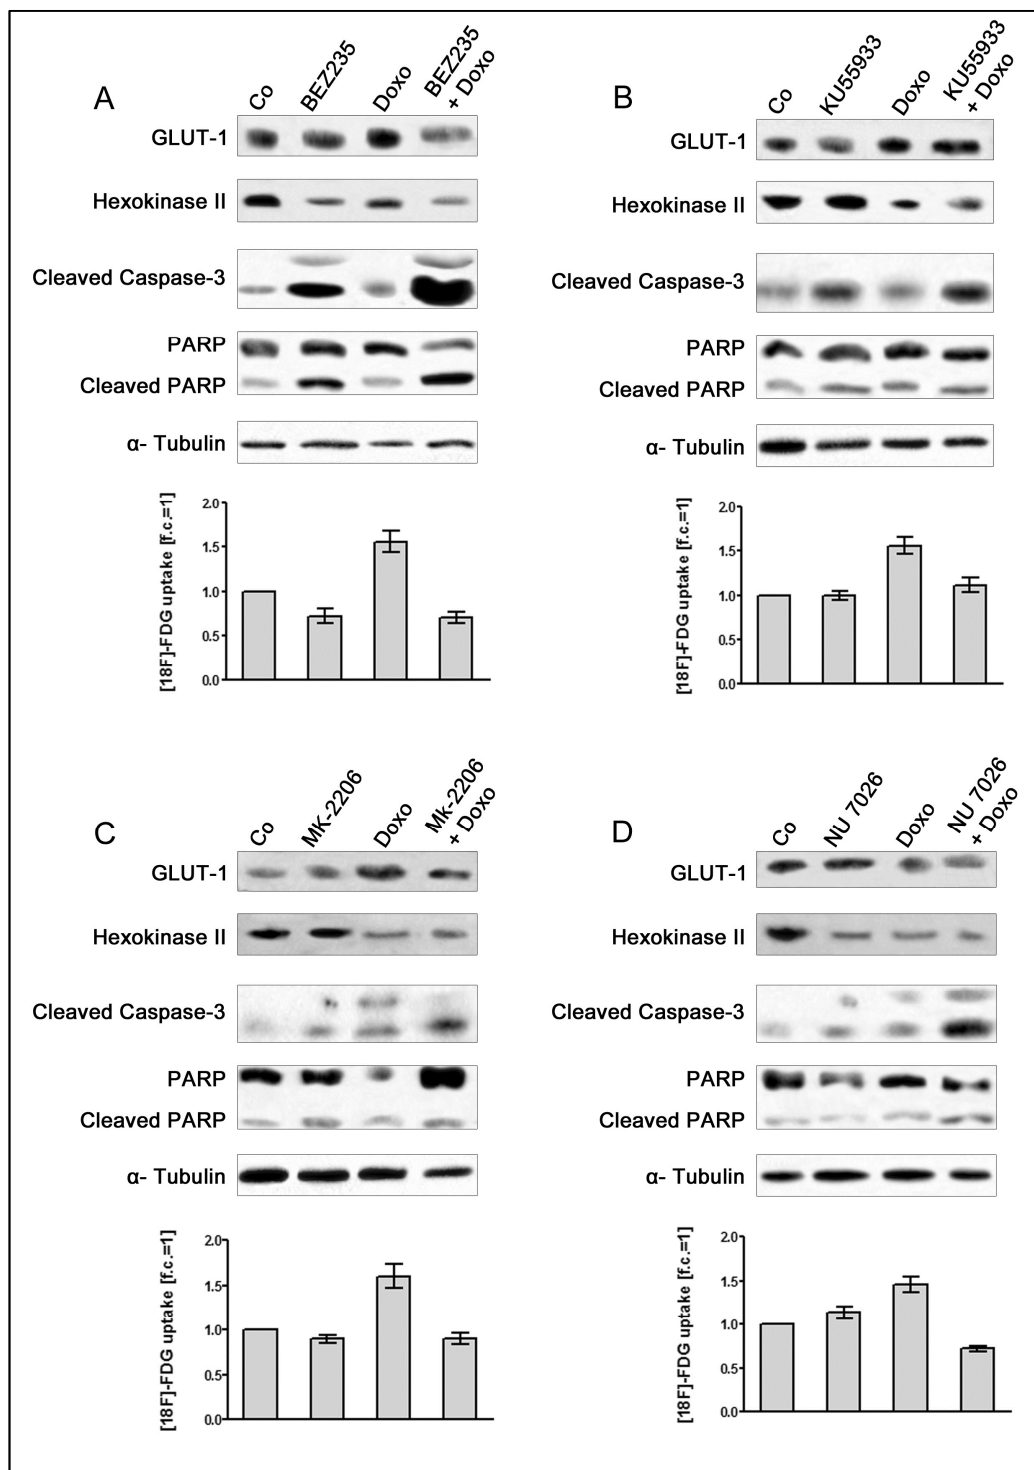 A
Co
BEZ235
Doxo
BEZ235
+ Doxo
GLUT-1
Hexokinase II
Cleaved Caspase-3
PARP
Cleaved PARP
α- Tubulin
[18F]-FDG uptake [f.c.=1]
2.0
1.5
1.0
0.5
0.0
B
Co
KU55933
Doxo
KU55933
+ Doxo
GLUT-1
Hexokinase II
Cleaved Caspase-3
PARP
Cleaved PARP
α- Tubulin
[18F]-FDG uptake [f.c.=1]
2.0
1.5
1.0
0.5
0.0
C
Co
MK-2206
Doxo
Mk-2206
+ Doxo
GLUT-1
Hexokinase II
Cleaved Caspase-3
PARP
Cleaved PARP
α- Tubulin
[18F]-FDG uptake [f.c.=1]
2.0
1.5
1.0
0.5
0.0
D
Co
NU 7026
Doxo
NU 7026
+ Doxo
GLUT-1
Hexokinase II
Cleaved Caspase-3
PARP
Cleaved PARP
α- Tubulin
[18F]-FDG uptake [f.c.=1]
2.0
1.5
1.0
0.5
0.0